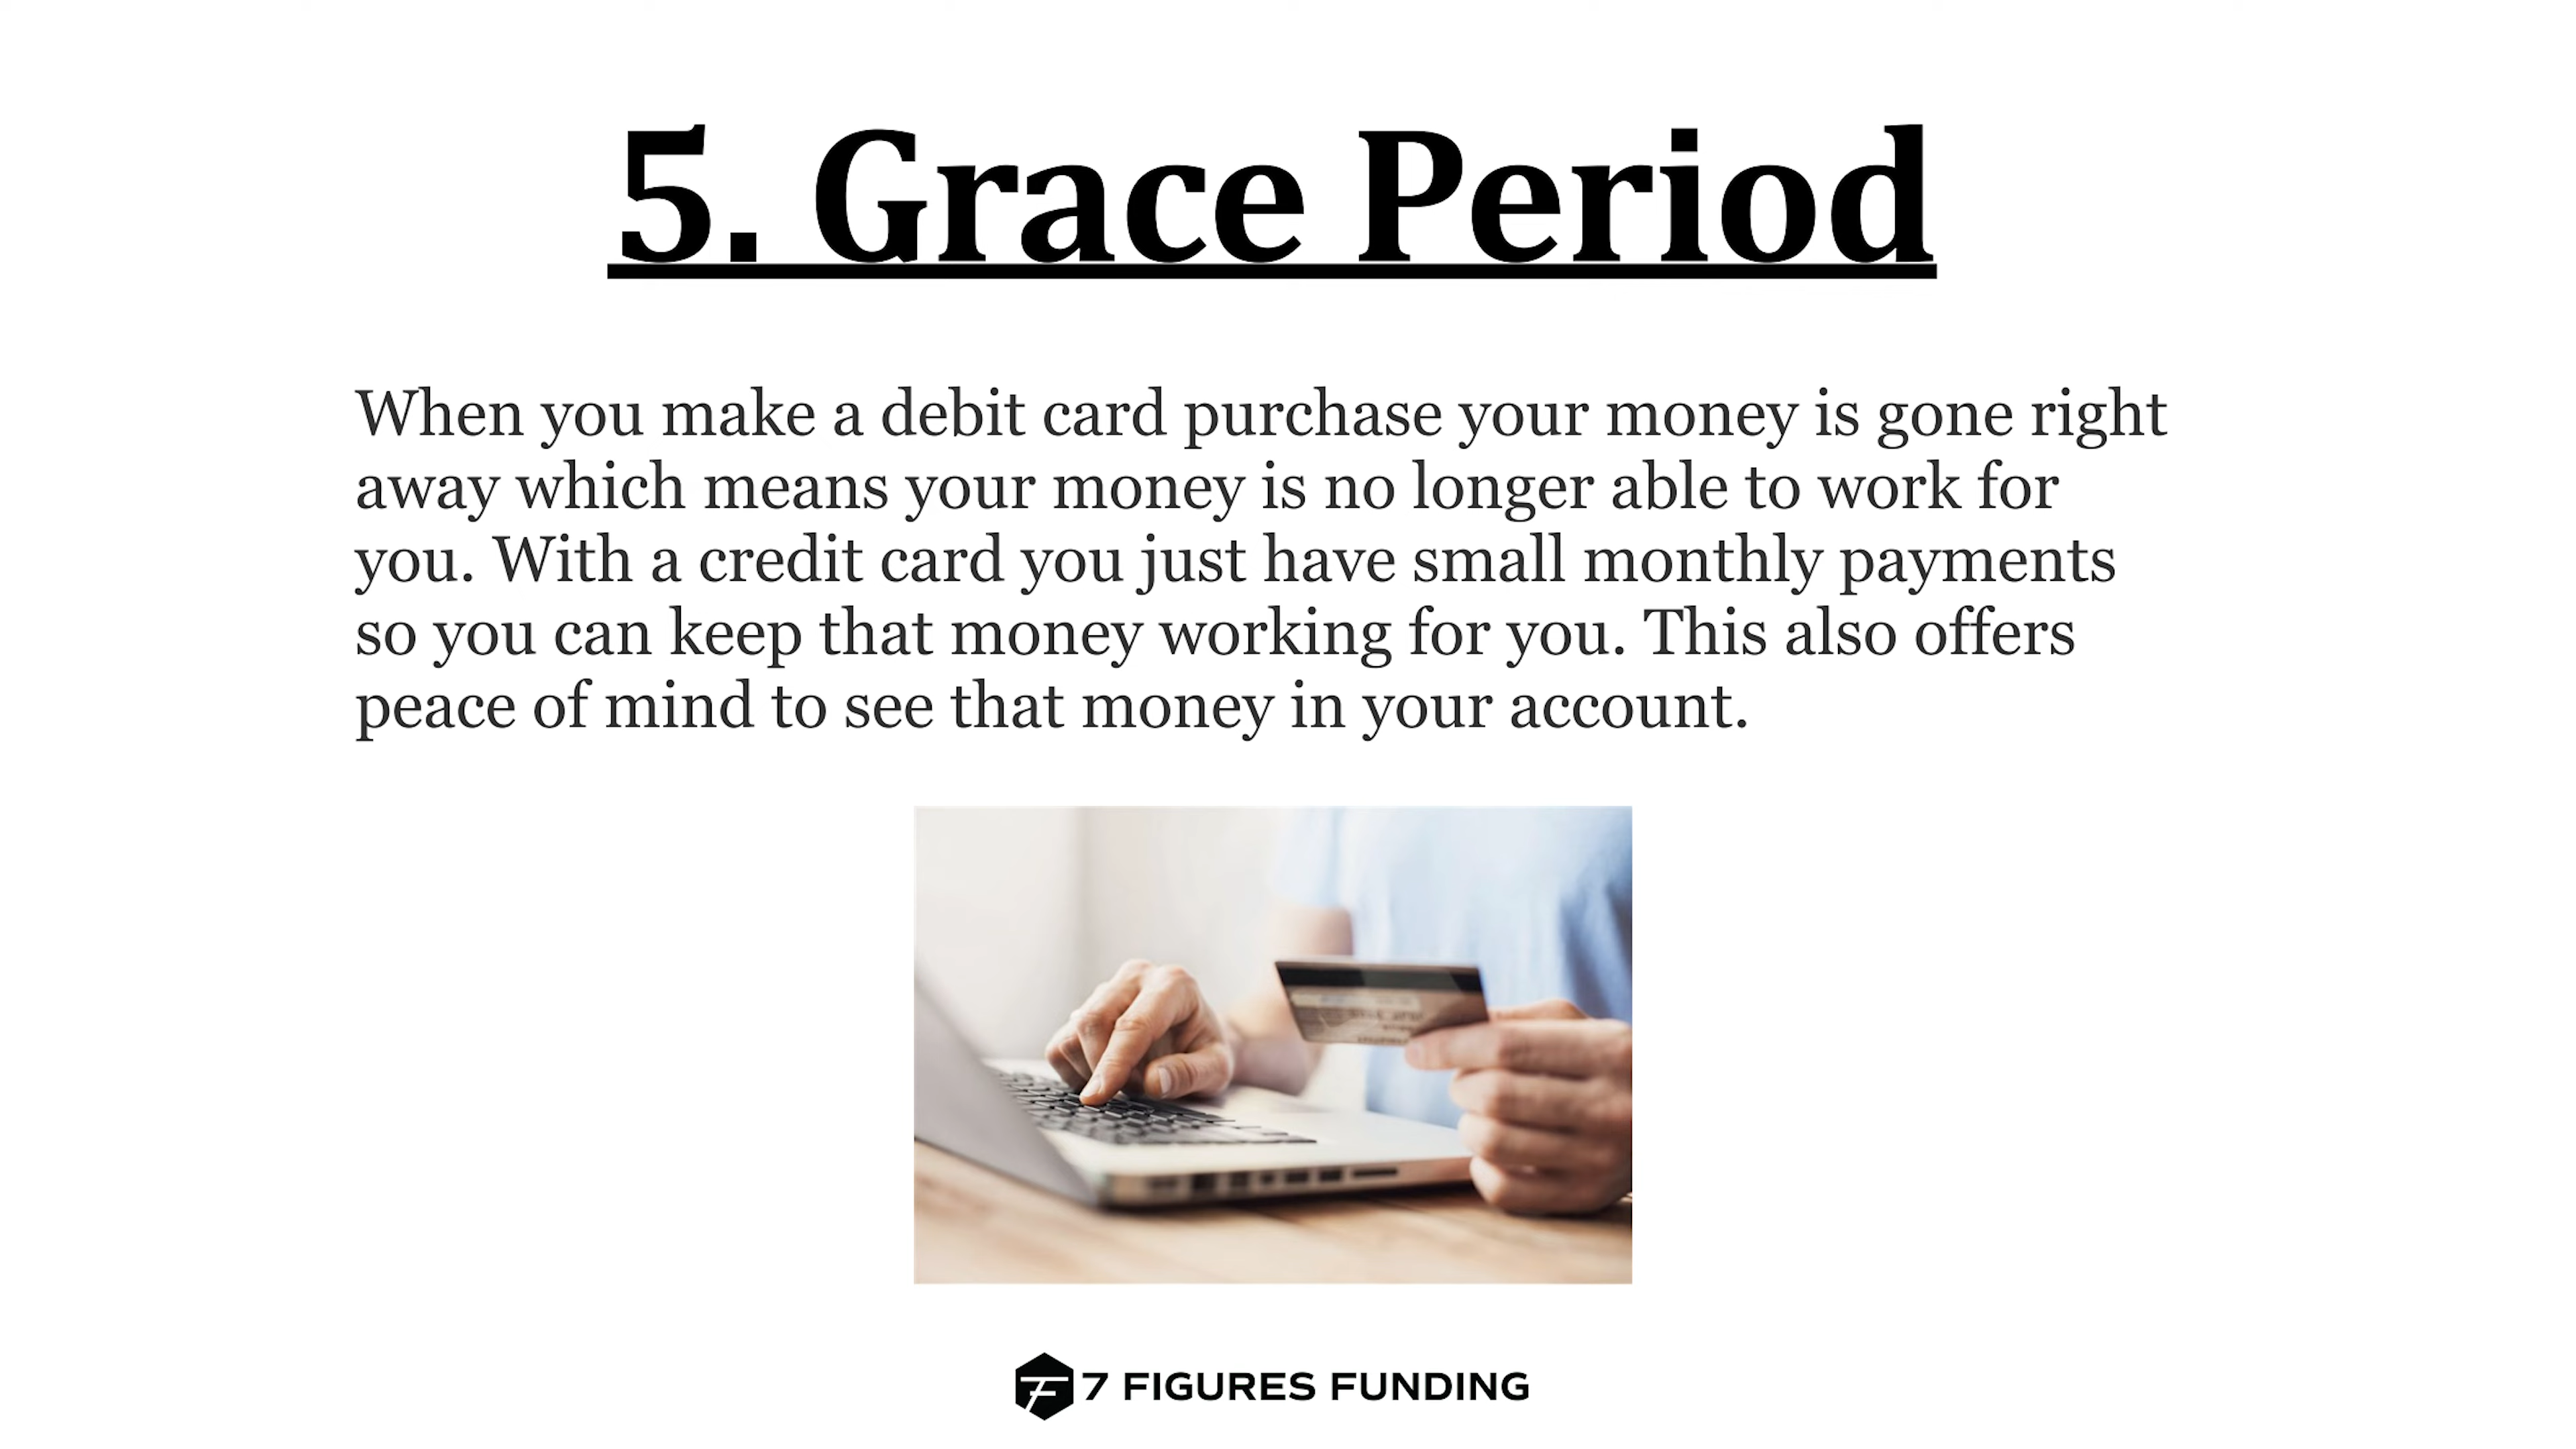 5. Grace Period
When you make a debit card purchase your money is gone right
away which means your money is no longer able to work for
you. With a credit card you just have small monthly payments
so you can keep that money working for you. This also offers
peace of mind to see that money in your account.
7 FIGURES FUNDING